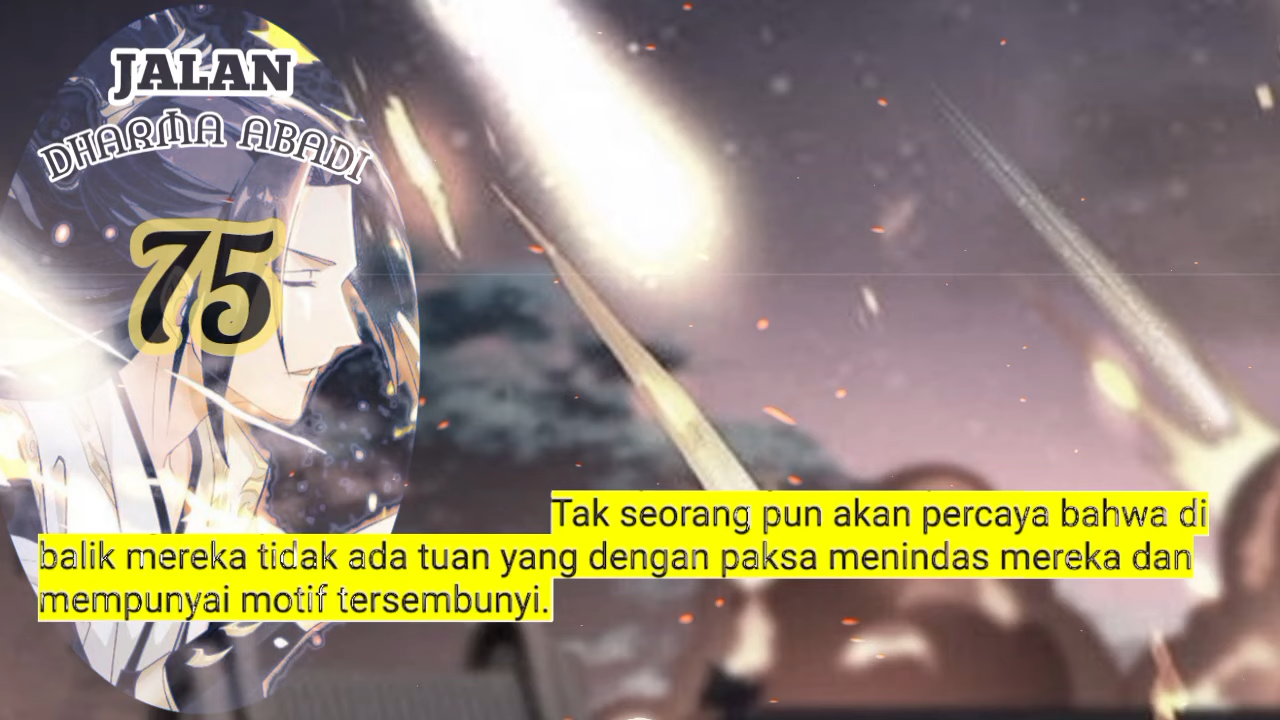 JALAN
DHARMA ABADI
75
Tak seorang pun akan percaya bahwa di
balik mereka tidak ada tuan yang dengan paksa menindas mereka dan
mempunyai motif tersembunyi.